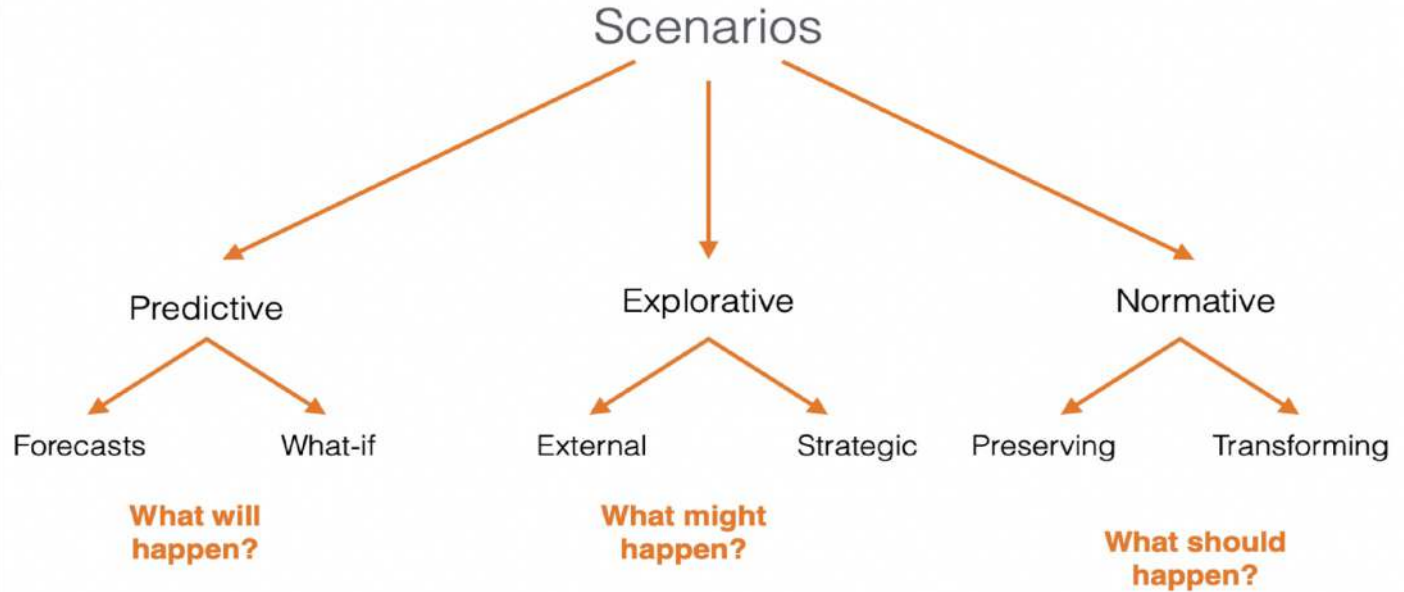 Scenarios
Predictive
Explorative
Normative
Forecasts
What-if
External
Strategic
Preserving
Transforming
What will
happen?
What might
happen?
What should
happen?